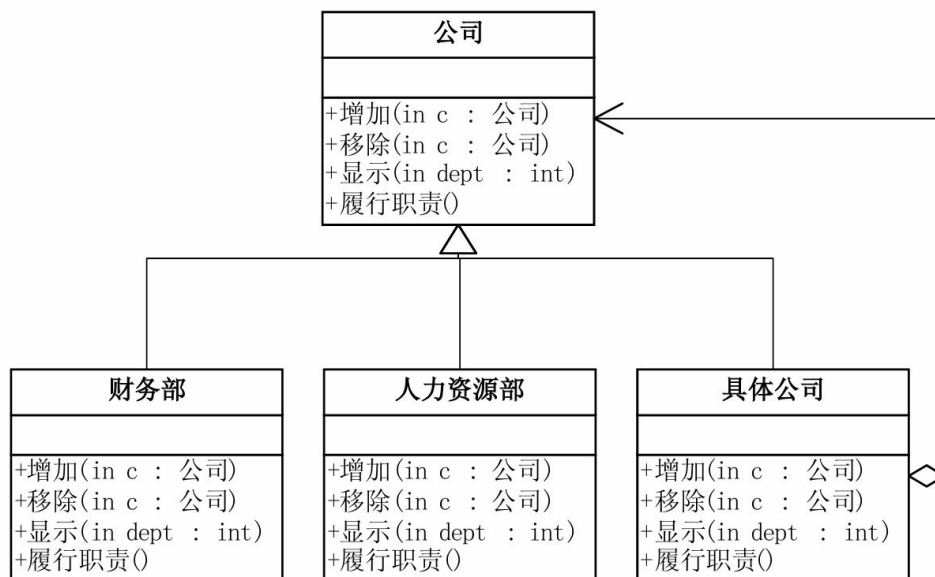 公司
+增加(in c : 公司)
+移除(in c : 公司)
+显示(in dept : int)
+履行职责()
财务部
+增加(in c : 公司)
+移除(in c : 公司)
+显示(in dept : int)
+履行职责()
人力资源部
+增加(in c : 公司)
+移除(in c : 公司)
+显示(in dept : int)
+履行职责()
具体公司
+增加(in c : 公司)
+移除(in c : 公司)
+显示(in dept : int)
+履行职责()